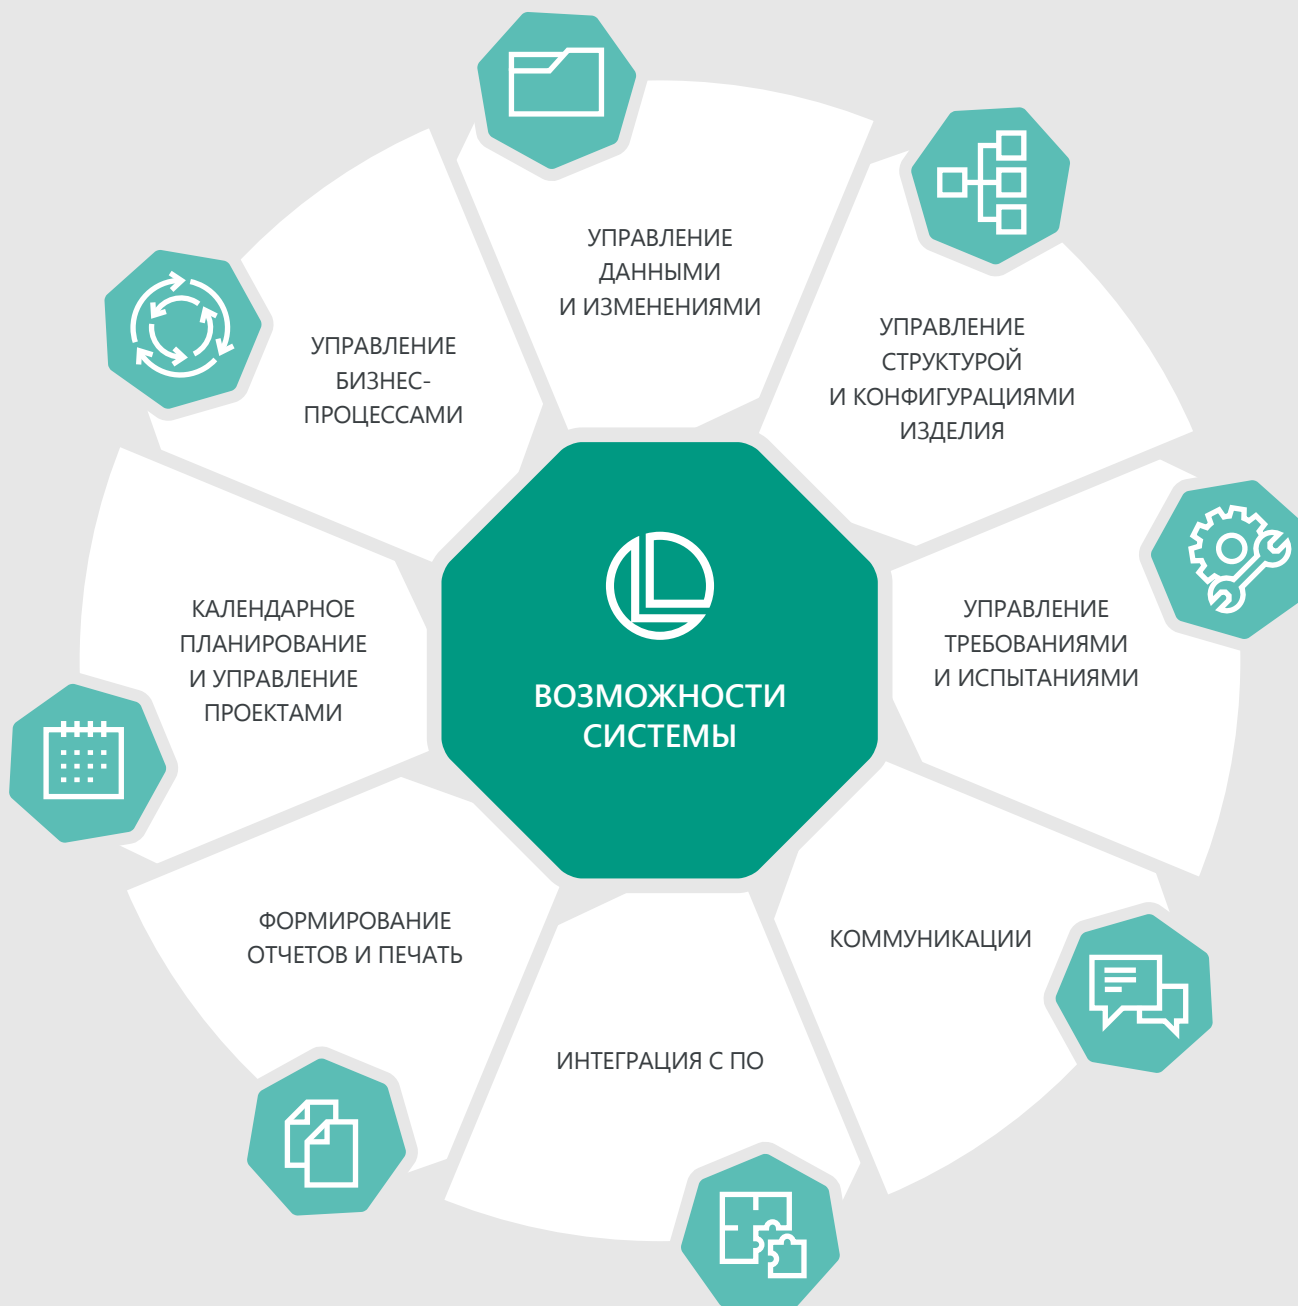 УПРАВЛЕНИЕ
ДАННЫМИ
И ИЗМЕНЕНИЯМИ
УПРАВЛЕНИЕ
СТРУКТУРОЙ
И КОНФИГУРАЦИЯМИ
ИЗДЕЛИЯ
УПРАВЛЕНИЕ
ТРЕБОВАНИЯМИ
И ИСПЫТАНИЯМИ
КОММУНИКАЦИИ
ИНТЕГРАЦИЯ С ПО
ФОРМИРОВАНИЕ
ОТЧЕТОВ И ПЕЧАТЬ
КАЛЕНДАРНОЕ
ПЛАНИРОВАНИЕ
И УПРАВЛЕНИЕ
ПРОЕКТАМИ
УПРАВЛЕНИЕ
БИЗНЕС-
ПРОЦЕССАМИ
ВОЗМОЖНОСТИ
СИСТЕМЫ